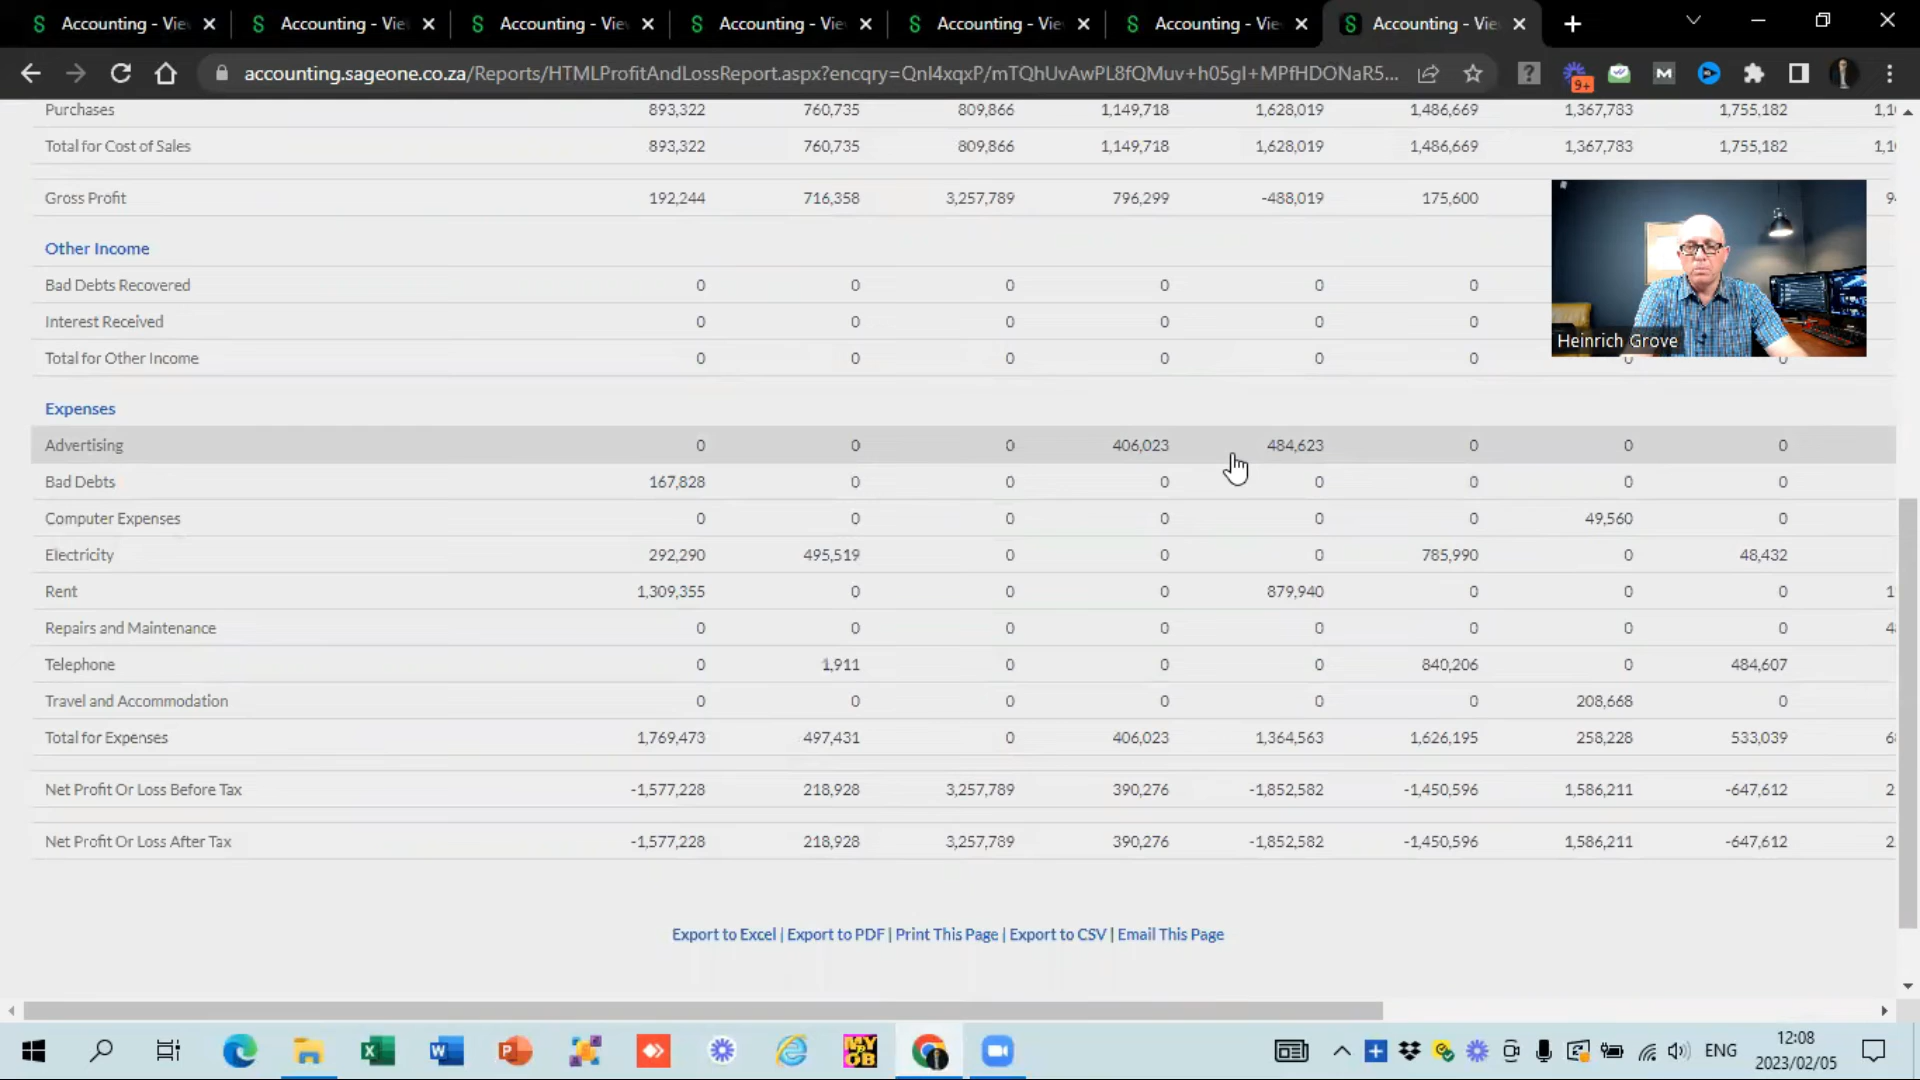 Accounting - Vie
Accounting - Vie
Accounting - Vie
Accounting - Vie
Accounting - Vie
Accounting - Vie
Accounting - Vie
accounting.sageone.co.za/Reports/HTMLProfitAndLossReport.aspx?encqry=QnI4xqxP/mTQhUvAwPL8fQMuv+h05gI+MPfHDONaR5...
9+
Purchases 893,322 760,735 809,866 1,149,718 1,628,019 1,486,669 1,367,783 1,755,182
Total for Cost of Sales 893,322 760,735 809,866 1,149,718 1,628,019 1,486,669 1,367,783 1,755,182
Gross Profit 192,244 716,358 3,257,789 796,299 -488,019 175,600
Other Income
Bad Debts Recovered 0 0 0 0 0 0
Interest Received 0 0 0 0 0 0
Total for Other Income 0 0 0 0 0 0 0 0
Heinrich Grove
Expenses
Advertising 0 0 0 406,023 484,623 0 0 0
Bad Debts 167,828 0 0 0 0 0 0 0
Computer Expenses 0 0 0 0 0 0 49,560 0
Electricity 292,290 495,519 0 0 0 785,990 0 48,432
Rent 1,309,355 0 0 0 879,940 0 0 0
Repairs and Maintenance 0 0 0 0 0 0 0 0
Telephone 0 1,911 0 0 0 840,206 0 484,607
Travel and Accommodation 0 0 0 0 0 0 208,668 0
Total for Expenses 1,769,473 497,431 0 406,023 1,364,563 1,626,195 258,228 533,039
Net Profit Or Loss Before Tax -1,577,228 218,928 3,257,789 390,276 -1,852,582 -1,450,596 1,586,211 -647,612
Net Profit Or Loss After Tax -1,577,228 218,928 3,257,789 390,276 -1,852,582 -1,450,596 1,586,211 -647,612
Export to Excel | Export to PDF | Print This Page | Export to CSV | Email This Page
MY OB
ENG
12:08
2023/02/05